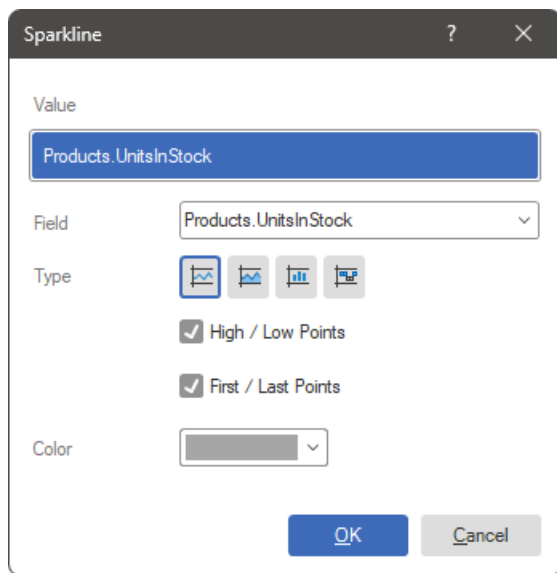 Sparkline ?
Value
Products.UnitsInStock
Field Products.UnitsInStock
Type
High / Low Points
First / Last Points
Color
OK Cancel